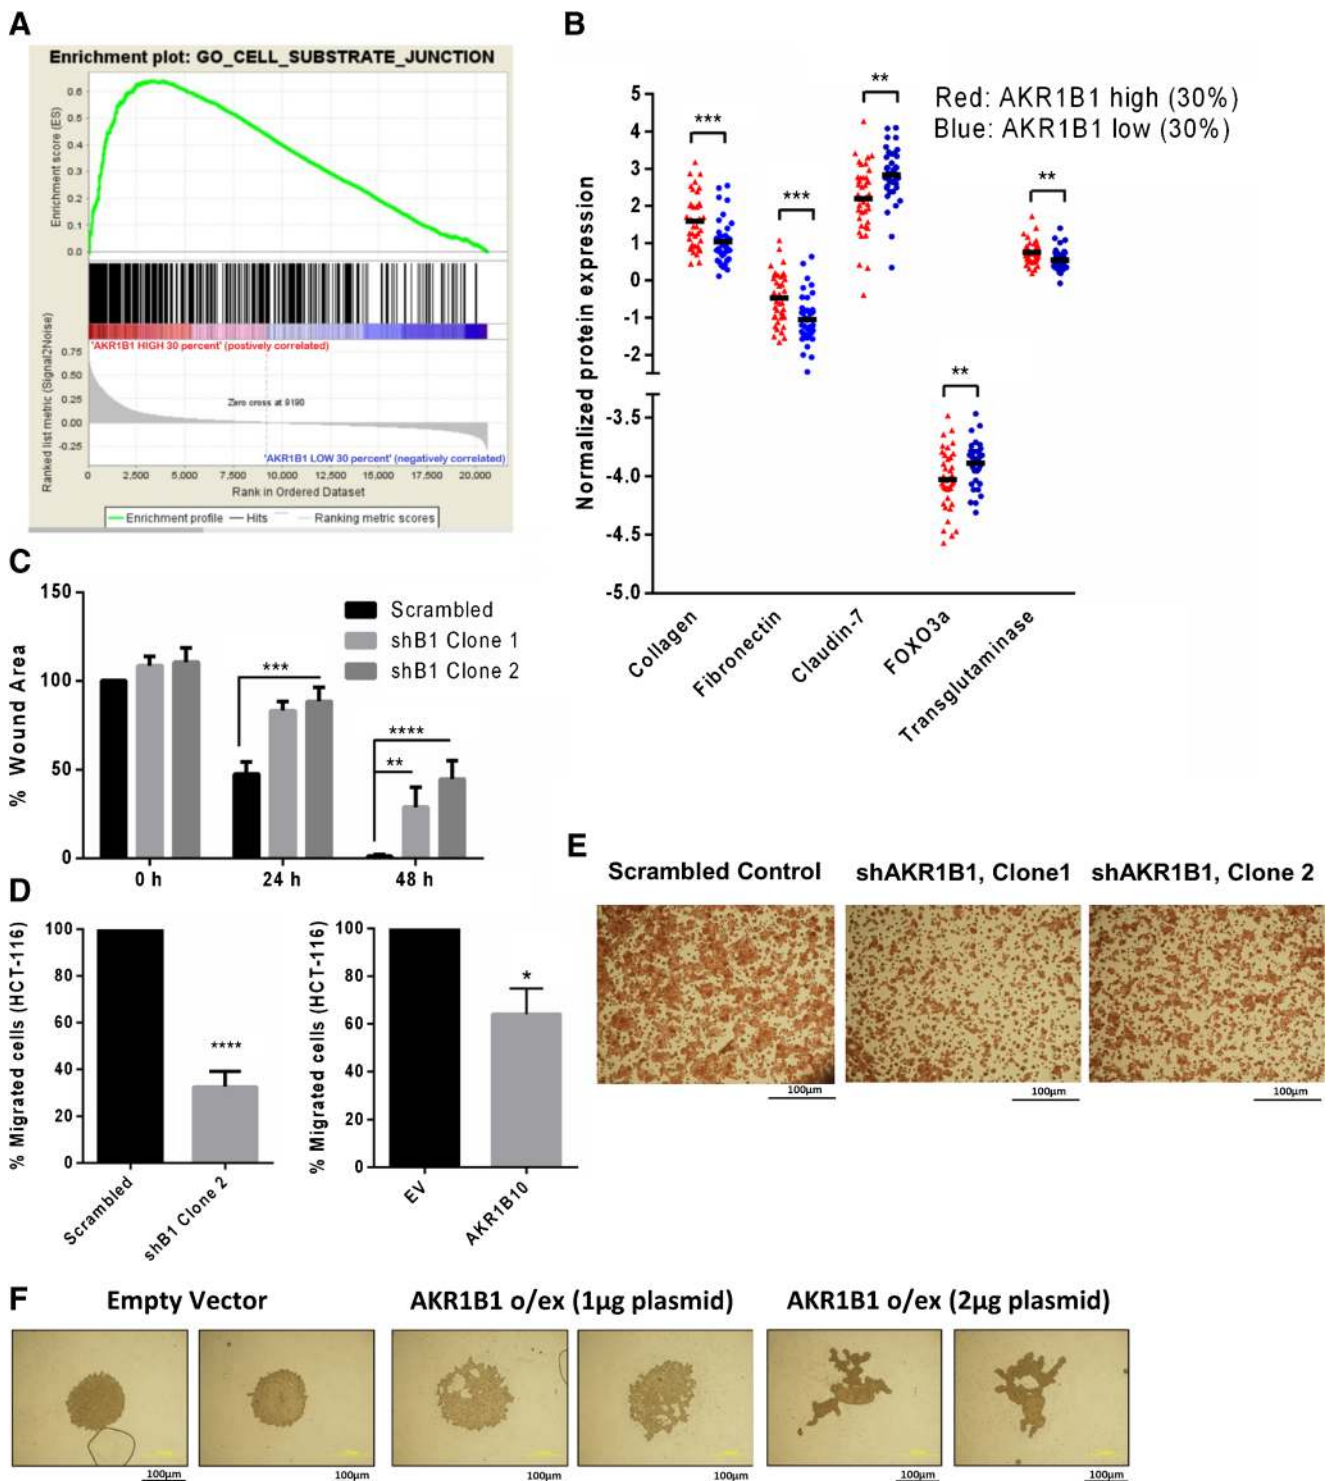 A
Enrichment plot: GO_CELL_SUBSTRATE_JUNCTION
Enrichment score (ES)
0.6
0.5
0.4
0.3
0.2
0.1
0.0
'AKR1B1 HIGH 30 percent' (postively correlated)
Ranked list metric (Signal2Noise)
0.75
0.50
0.25
0.00
-0.25
Zero cross at 9190
'AKR1B1 LOW 30 percent' (negatively correlated)
0 2,500 5,000 7,500 10,000 12,500 15,000 17,500 20,000
Rank in Ordered Dataset
Enrichment profile Hits Ranking metric scores
B
Red: AKR1B1 high (30%)
Blue: AKR1B1 low (30%)
Normalized protein expression
5
4
3
2
1
0
-1
-2
-3.5
-4.0
-4.5
-5.0
***
***
**
**
**
Collagen
Fibronectin
Claudin-7
FOXO3a
Transglutaminase
C
% Wound Area
150
100
50
0
Scrambled
shB1 Clone 1
shB1 Clone 2
***
****
**
0 h 24 h 48 h
D
% Migrated cells (HCT-116)
100
80
60
40
20
0
****
Scrambled
shB1 Clone 2
% Migrated cells (HCT-116)
100
80
60
40
20
0
*
EV
AKR1B10
E
Scrambled Control shAKR1B1, Clone1 shAKR1B1, Clone 2
100µm 100µm 100µm
F
Empty Vector AKR1B1 o/ex (1µg plasmid) AKR1B1 o/ex (2µg plasmid)
100µm 100µm 100µm 100µm 100µm 100µm